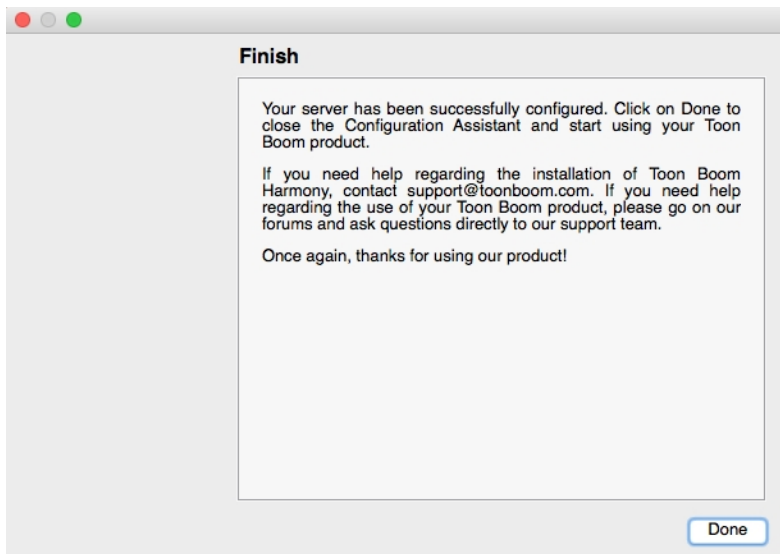 Finish
Your server has been successfully configured. Click on Done to
close the Configuration Assistant and start using your Toon
Boom product.
If you need help regarding the installation of Toon Boom
Harmony, contact support@toonboom.com. If you need help
regarding the use of your Toon Boom product, please go on our
forums and ask questions directly to our support team.
Once again, thanks for using our product!
Done